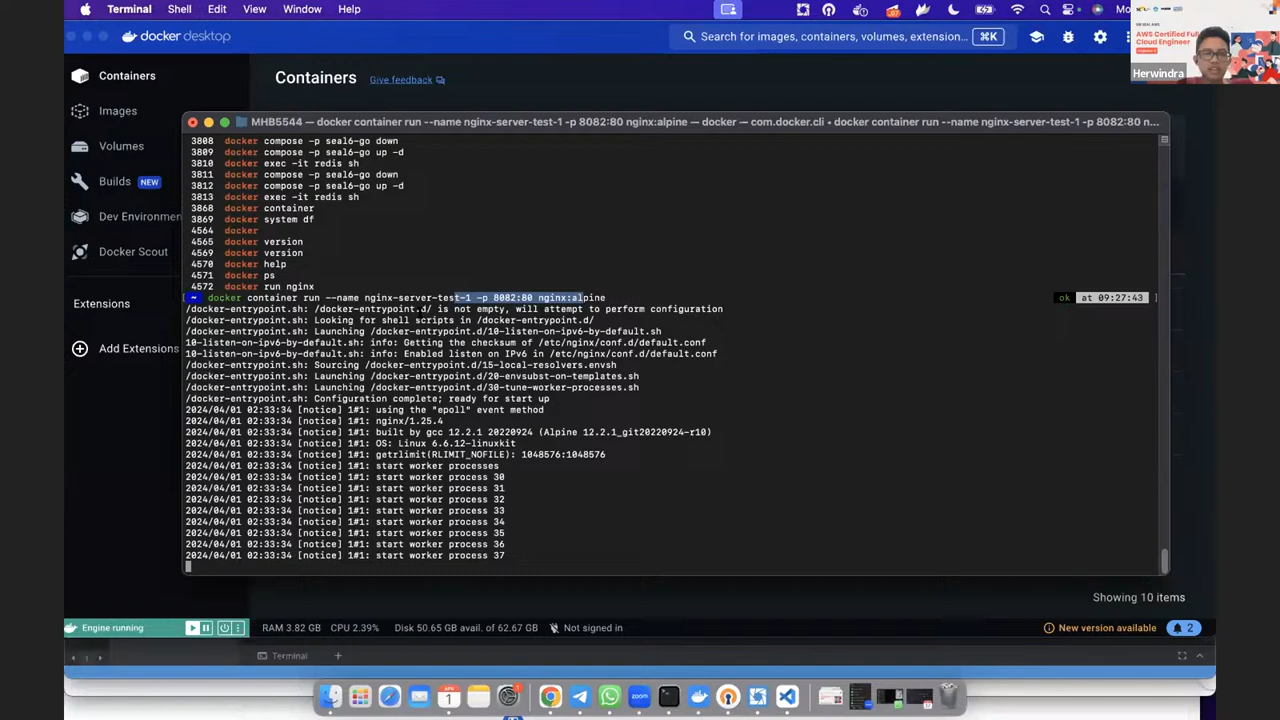 Terminal Shell Edit View Window Help
docker desktop
Search for images, containers, volumes, extension... ⌘K
AWS Certified
Cloud Engineer
Herwindra
Containers
Images
Volumes
Builds NEW
Dev Environmen
Docker Scout
Extensions
Add Extensions
Containers Give feedback
MHB5544 — docker container run --name nginx-server-test-1 -p 8082:80 nginx:alpine — docker — com.docker.cli • docker container run --name nginx-server-test-1 -p 8082:80 n...
3808 docker compose -p seal6-go down
3809 docker compose -p seal6-go up -d
3810 docker exec -it redis sh
3811 docker compose -p seal6-go down
3812 docker compose -p seal6-go up -d
3813 docker exec -it redis sh
3868 docker container
3869 docker system df
4564 docker
4565 docker version
4569 docker version
4570 docker help
4571 docker ps
4572 docker run nginx
[ ~ docker container run --name nginx-server-test-1 -p 8082:80 nginx:alpine ok at 09:27:43 ]
/docker-entrypoint.sh: /docker-entrypoint.d/ is not empty, will attempt to perform configuration
/docker-entrypoint.sh: Looking for shell scripts in /docker-entrypoint.d/
/docker-entrypoint.sh: Launching /docker-entrypoint.d/10-listen-on-ipv6-by-default.sh
10-listen-on-ipv6-by-default.sh: info: Getting the checksum of /etc/nginx/conf.d/default.conf
10-listen-on-ipv6-by-default.sh: info: Enabled listen on IPv6 in /etc/nginx/conf.d/default.conf
/docker-entrypoint.sh: Sourcing /docker-entrypoint.d/15-local-resolvers.envsh
/docker-entrypoint.sh: Launching /docker-entrypoint.d/20-envsubst-on-templates.sh
/docker-entrypoint.sh: Launching /docker-entrypoint.d/30-tune-worker-processes.sh
/docker-entrypoint.sh: Configuration complete; ready for start up
2024/04/01 02:33:34 [notice] 1#1: using the "epoll" event method
2024/04/01 02:33:34 [notice] 1#1: nginx/1.25.4
2024/04/01 02:33:34 [notice] 1#1: built by gcc 12.2.1 20220924 (Alpine 12.2.1_git20220924-r10)
2024/04/01 02:33:34 [notice] 1#1: OS: Linux 6.6.12-linuxkit
2024/04/01 02:33:34 [notice] 1#1: getrlimit(RLIMIT_NOFILE): 1048576:1048576
2024/04/01 02:33:34 [notice] 1#1: start worker processes
2024/04/01 02:33:34 [notice] 1#1: start worker process 30
2024/04/01 02:33:34 [notice] 1#1: start worker process 31
2024/04/01 02:33:34 [notice] 1#1: start worker process 32
2024/04/01 02:33:34 [notice] 1#1: start worker process 33
2024/04/01 02:33:34 [notice] 1#1: start worker process 34
2024/04/01 02:33:34 [notice] 1#1: start worker process 35
2024/04/01 02:33:34 [notice] 1#1: start worker process 36
2024/04/01 02:33:34 [notice] 1#1: start worker process 37
Showing 10 items
Engine running RAM 3.82 GB CPU 2.39% Disk 50.65 GB avail. of 62.67 GB Not signed in New version available 2
1 Terminal +
APR 1 zoom